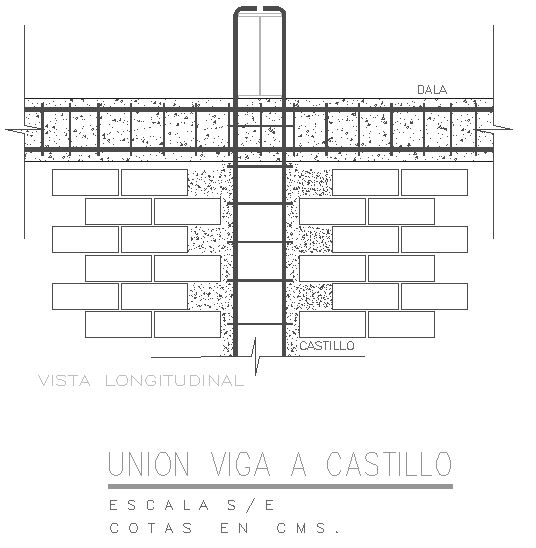 DALA
CASTILLO
VISTA LONGITUDINAL
UNION VIGA A CASTILLO
ESCALA S/E
COTAS EN CMS.